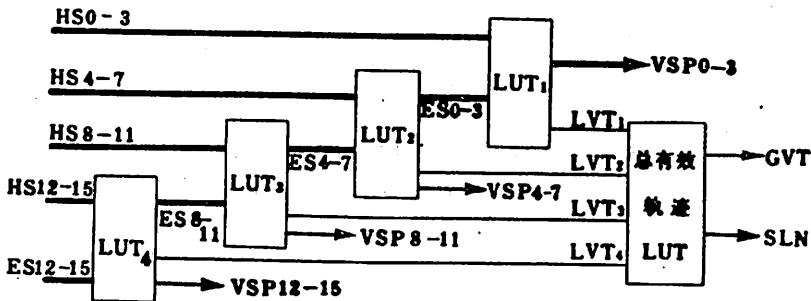 HS0-3
LUT1
VSP0-3
HS4-7
LUT2
ES0-3
LVT1
HS8-11
LUT3
ES4-7
LVT2
总有效
轨迹
LUT
GVT
VSP4-7
HS12-15
LUT4
ES8-11
LVT3
SLN
VSP8-11
LVT4
ES12-15
VSP12-15